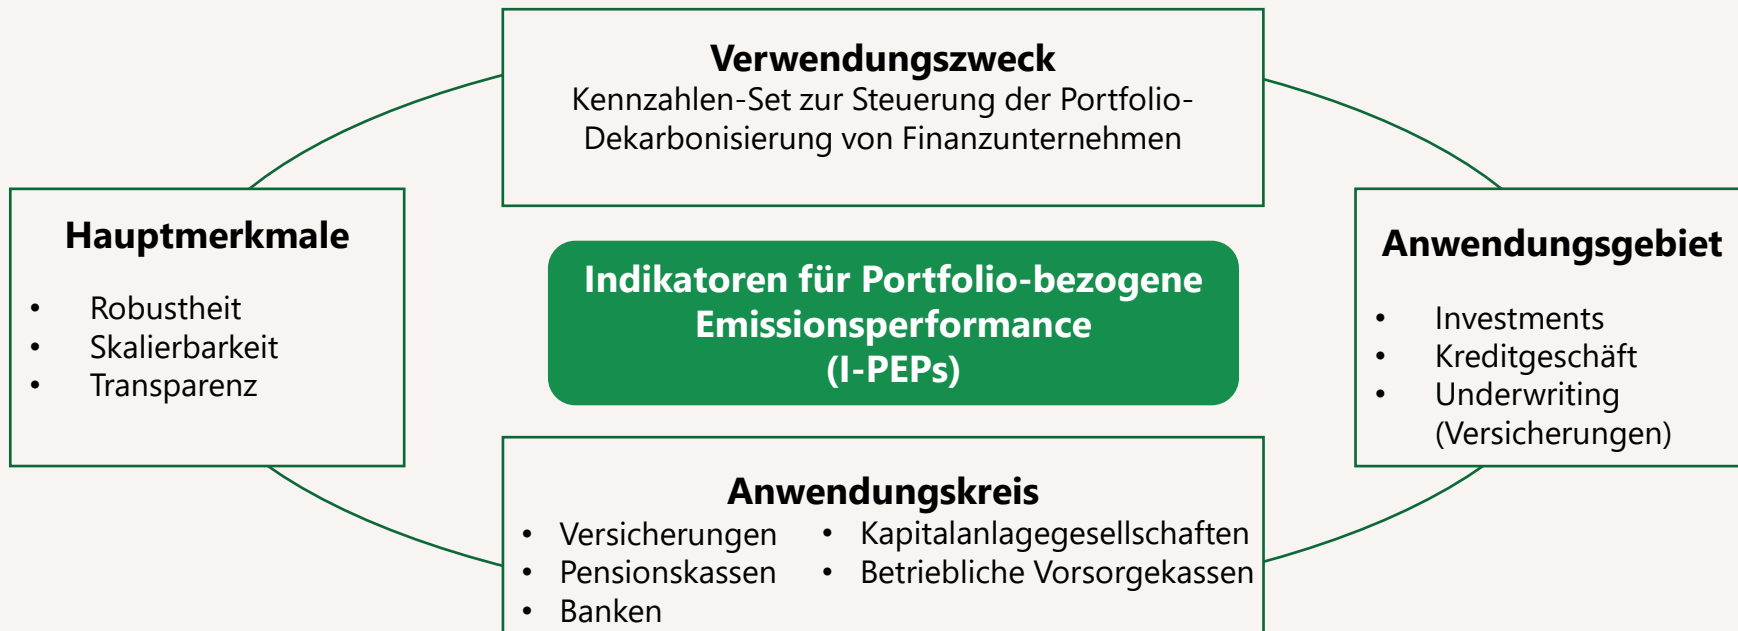 Verwendungszweck
Kennzahlen-Set zur Steuerung der Portfolio-
Dekarbonisierung von Finanzunternehmen
Hauptmerkmale
• Robustheit
• Skalierbarkeit
• Transparenz
Indikatoren für Portfolio-bezogene
Emissionsperformance
(I-PEPs)
Anwendungsgebiet
• Investments
• Kreditgeschäft
• Underwriting
(Versicherungen)
Anwendungskreis
• Versicherungen
• Pensionskassen
• Banken
• Kapitalanlagegesellschaften
• Betriebliche Vorsorgekassen